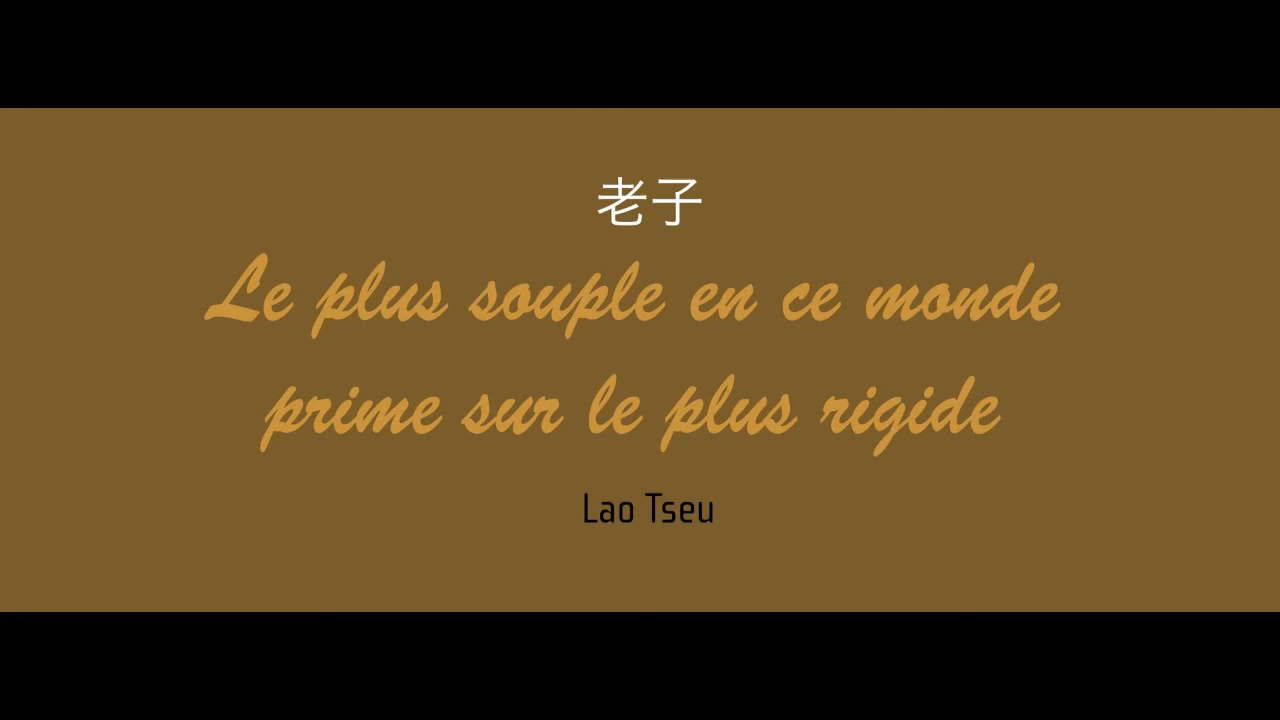 老子
Le plus souple en ce monde
prime sur le plus rigide
Lao Tseu